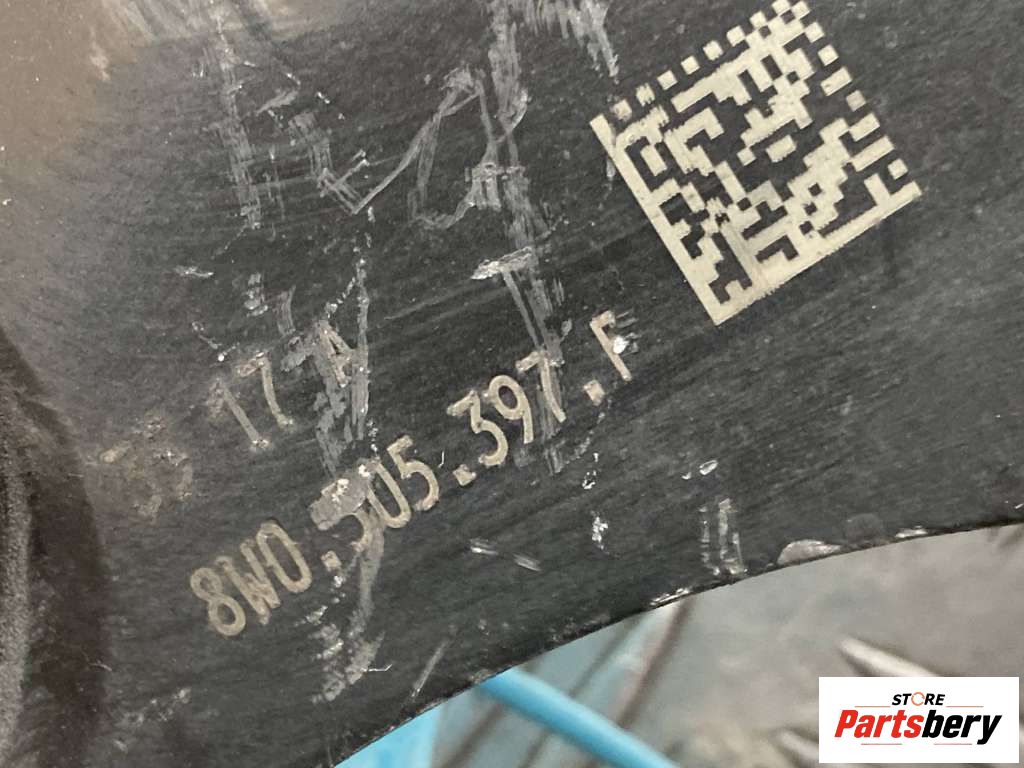 17 A
8W0.505.397.F
STORE
Partsbery